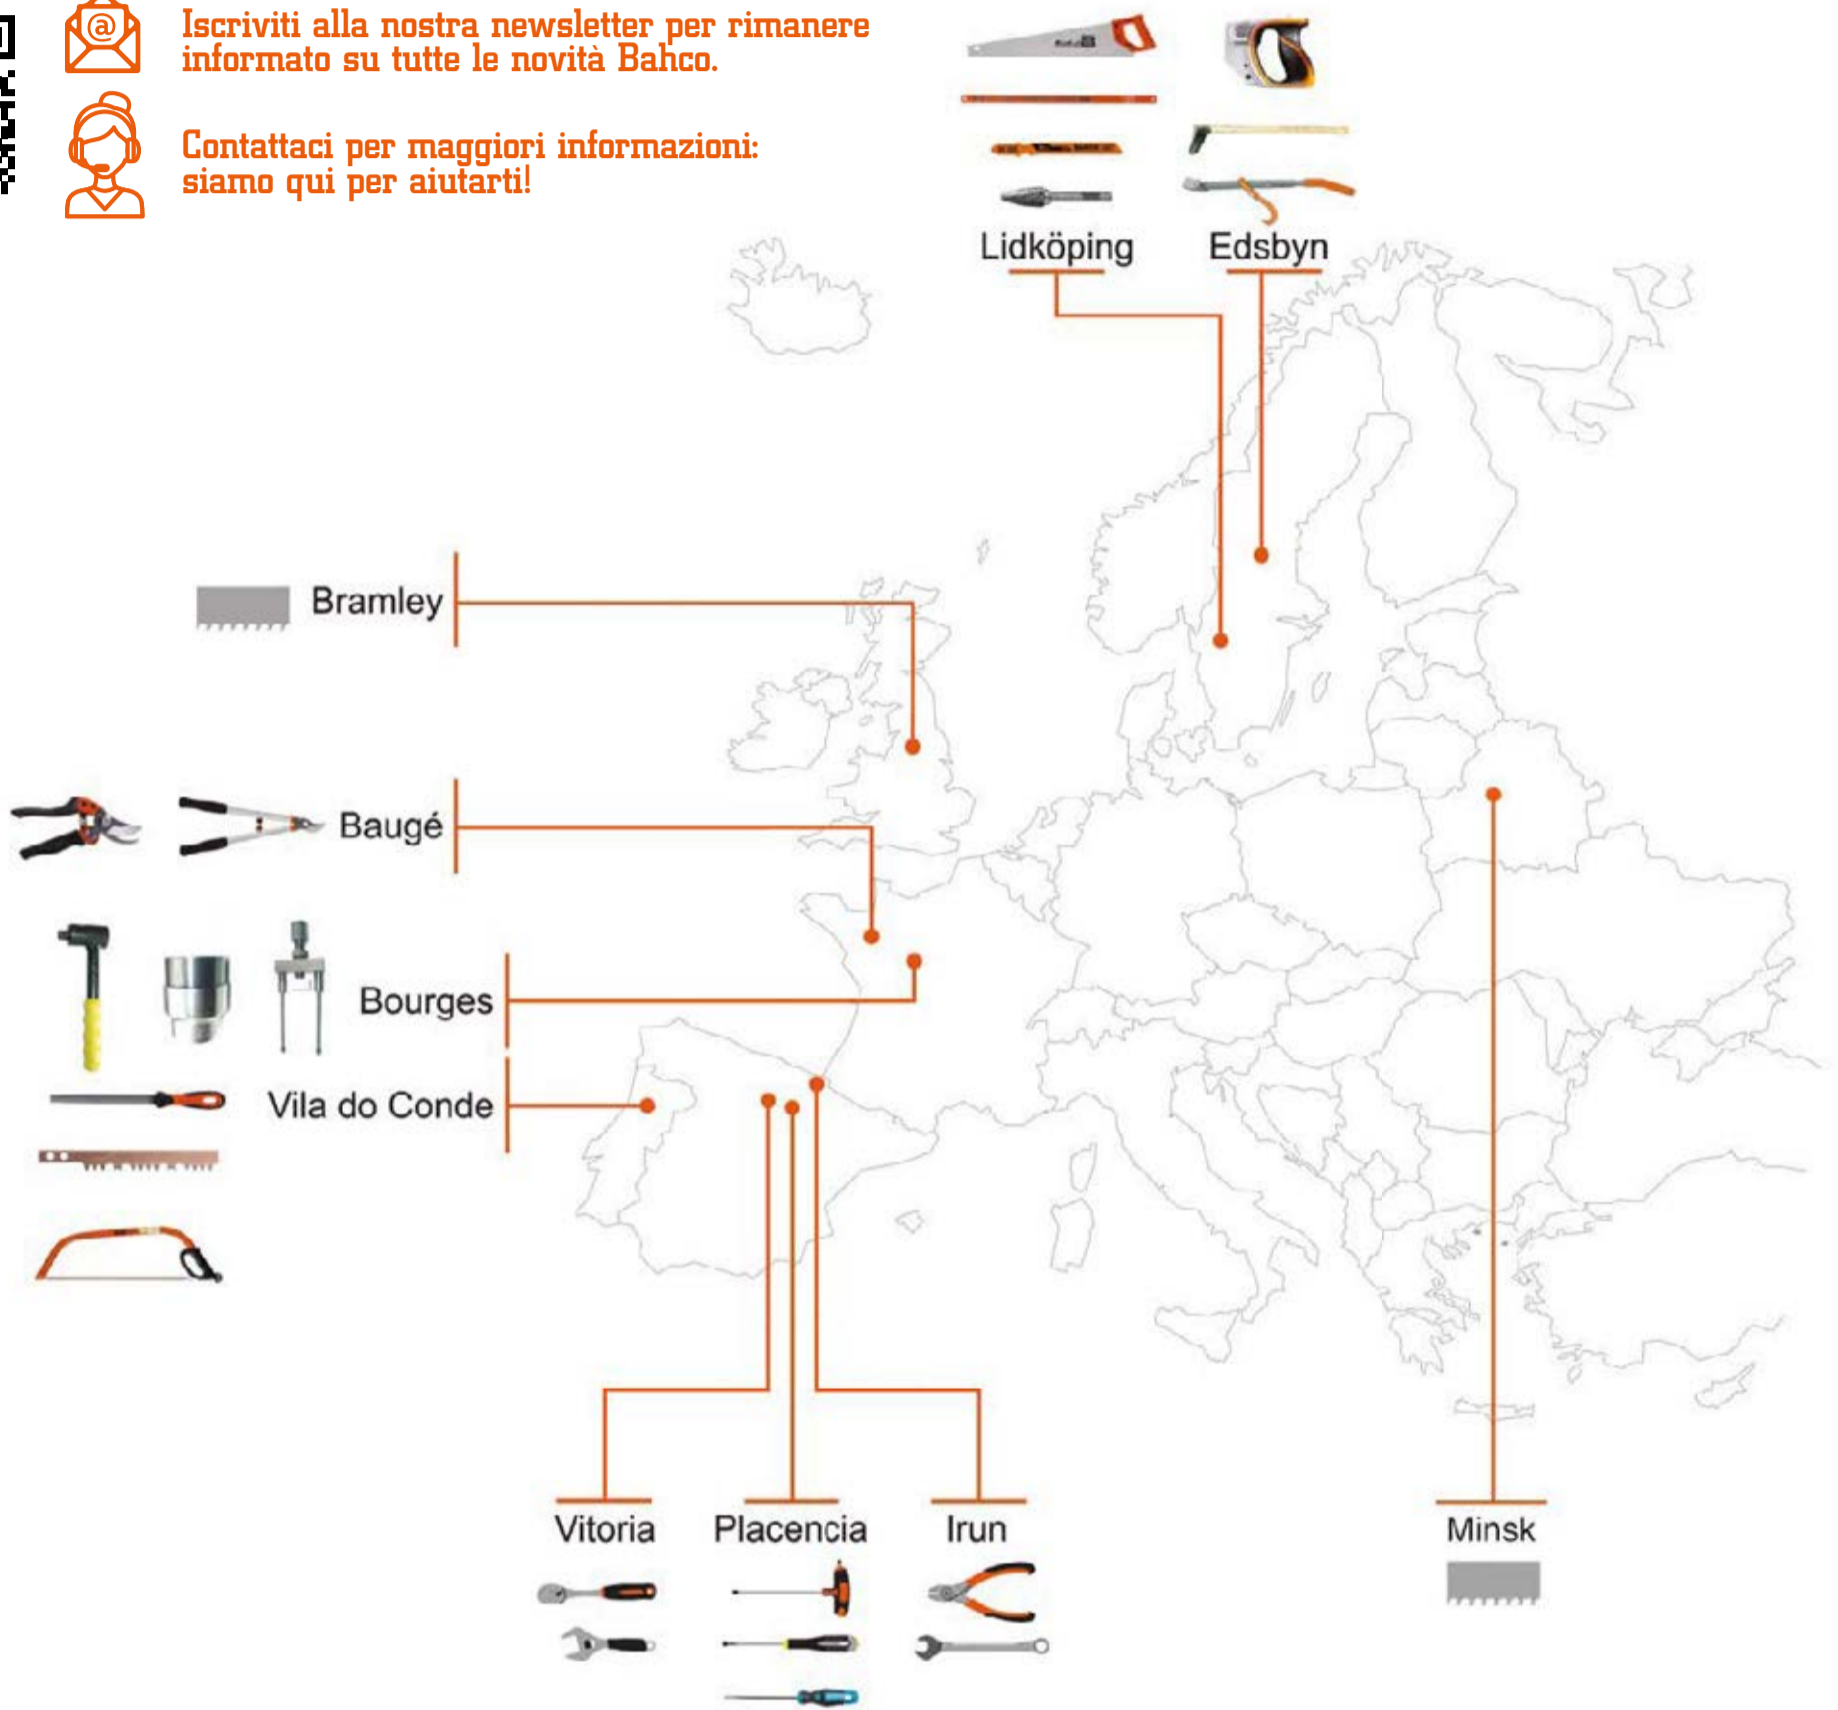 Iscriviti alla nostra newsletter per rimanere
informato su tutte le novità Bahco.
Contattaci per maggiori informazioni:
siamo qui per aiutarti!
Lidköping
Edsbyn
Bramley
Baugé
Bourges
Vila do Conde
Vitoria
Placencia
Irun
Minsk